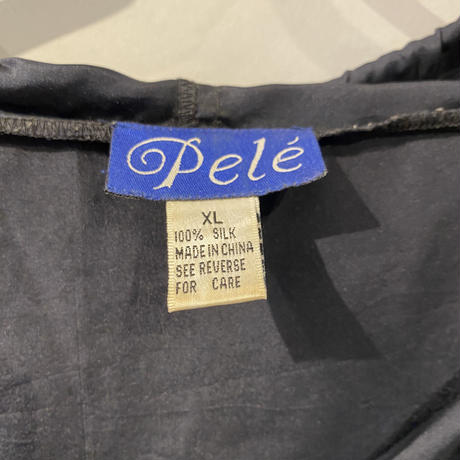 Pelé
XL
100% SILK
MADE IN CHINA
SEE REVERSE
FOR CARE